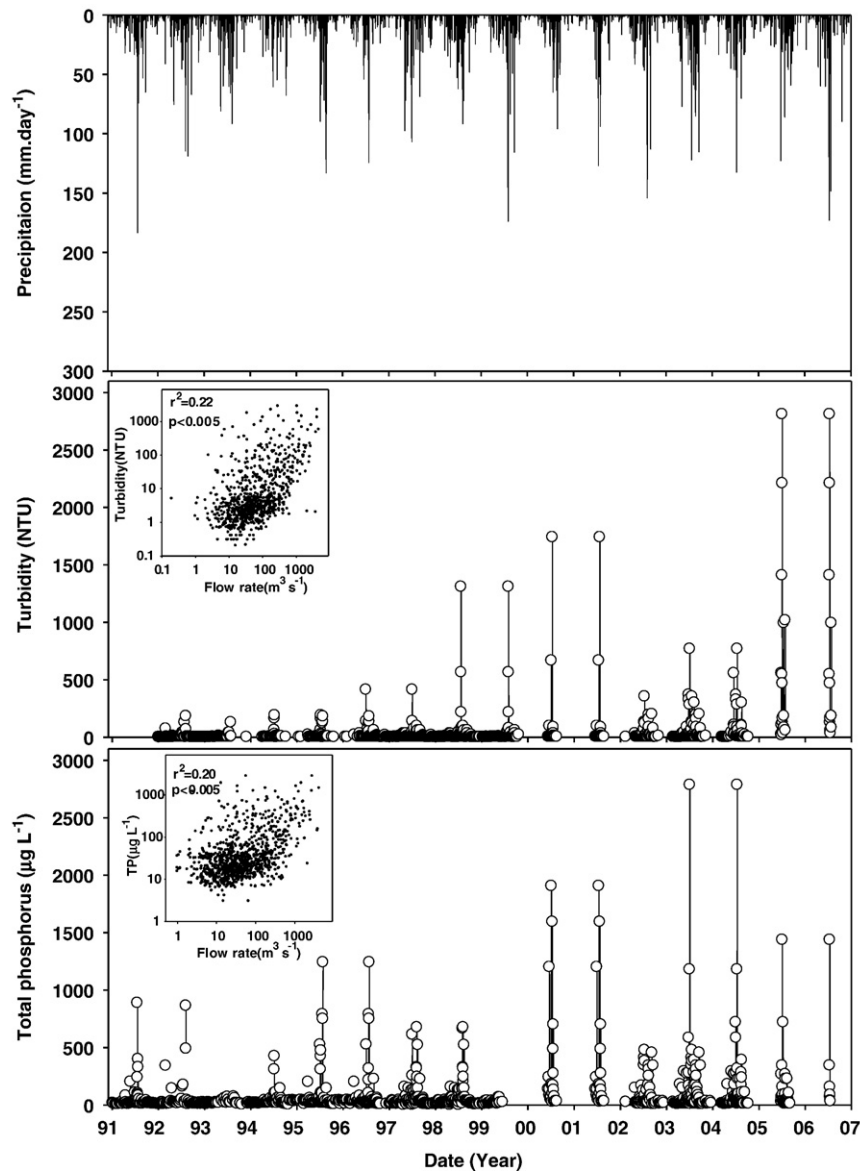 0
50
100
150
200
250
300
Precipitaion (mm.day-1)
3000
2500
2000
1500
1000
500
0
Turbidity (NTU)
r2=0.22
p<0.005
1000
100
10
1
0.1
Turbidity(NTU)
0.1 1 10 100 1000
Flow rate(m3 s-1)
3000
2500
2000
1500
1000
500
0
Total phosphorus (µg L-1)
r2=0.20
p<0.005
1000
100
10
1
TP(µg L-1)
1 10 100 1000
Flow rate(m3 s-1)
91 92 93 94 95 96 97 98 99 00 01 02 03 04 05 06 07
Date (Year)